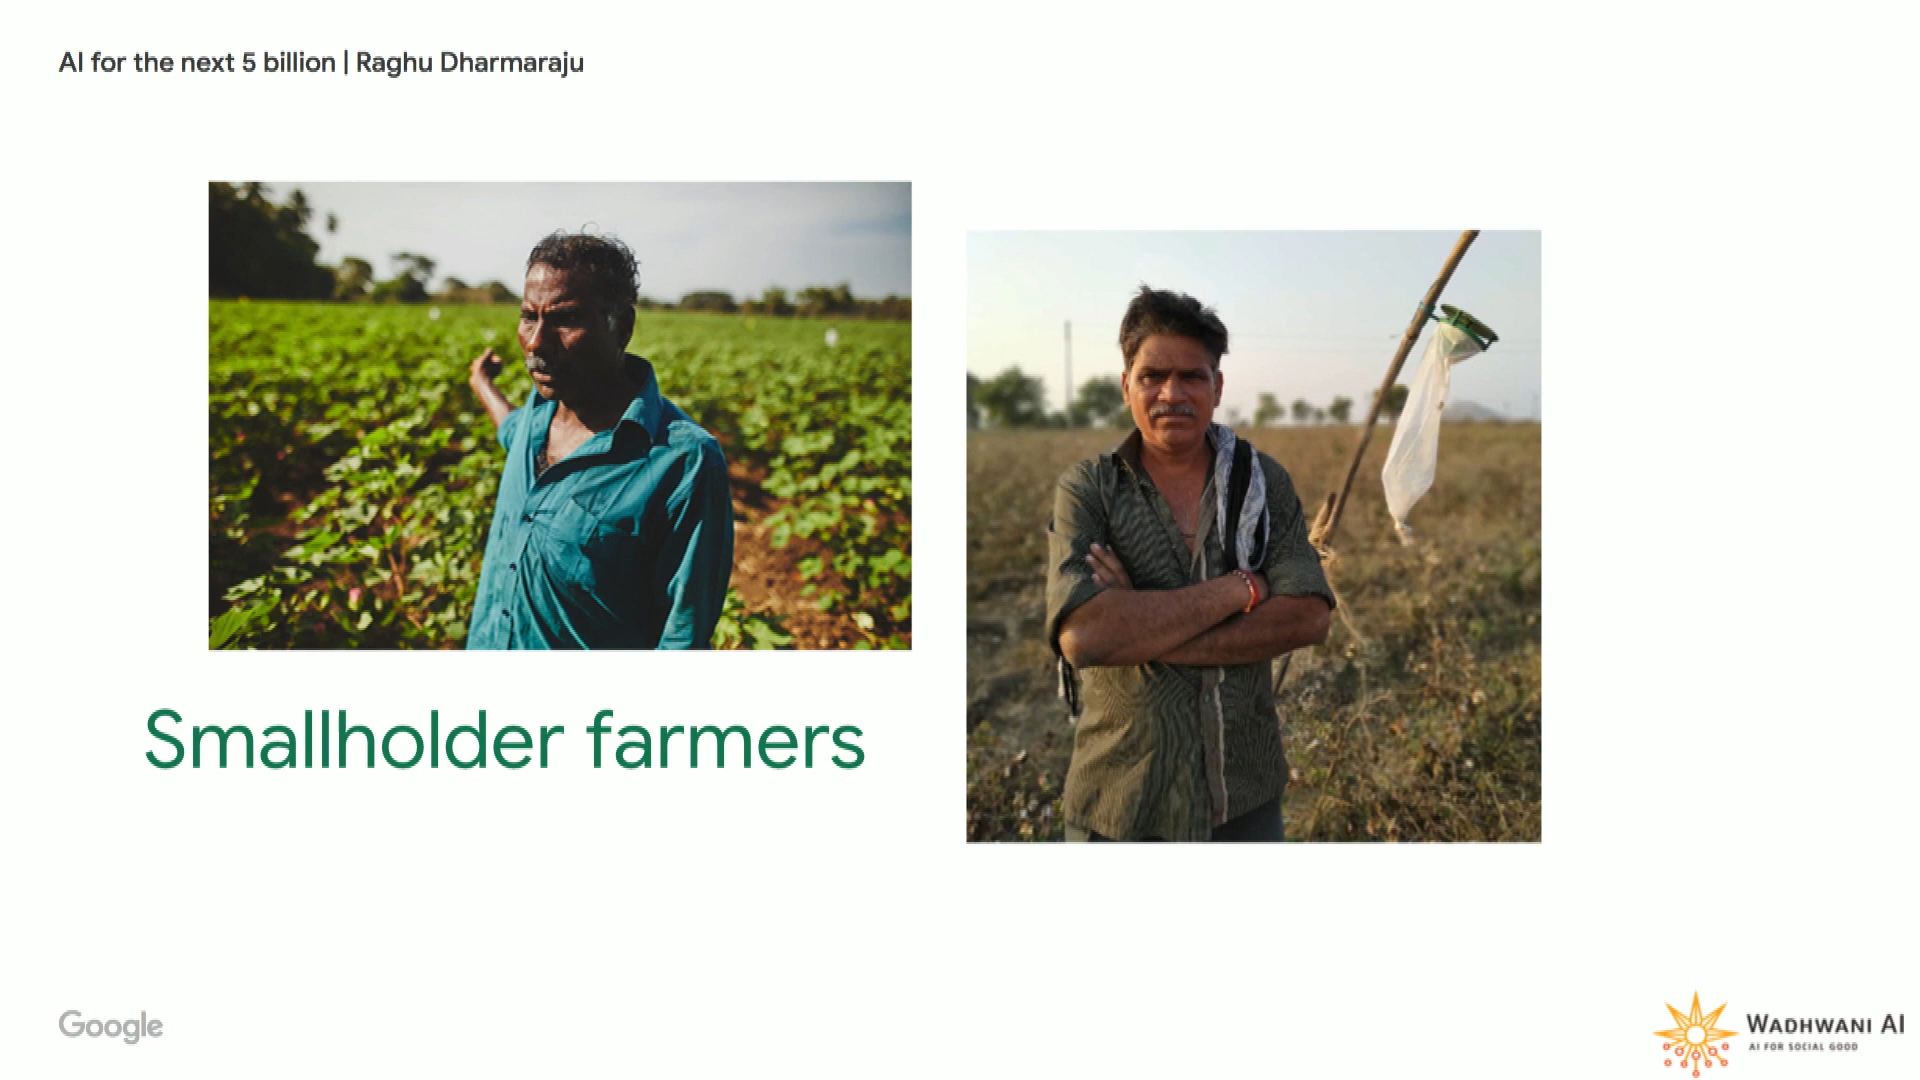 AI for the next 5 billion | Raghu Dharmaraju
Smallholder farmers
Google
WADHWANI AI
AI FOR SOCIAL GOOD